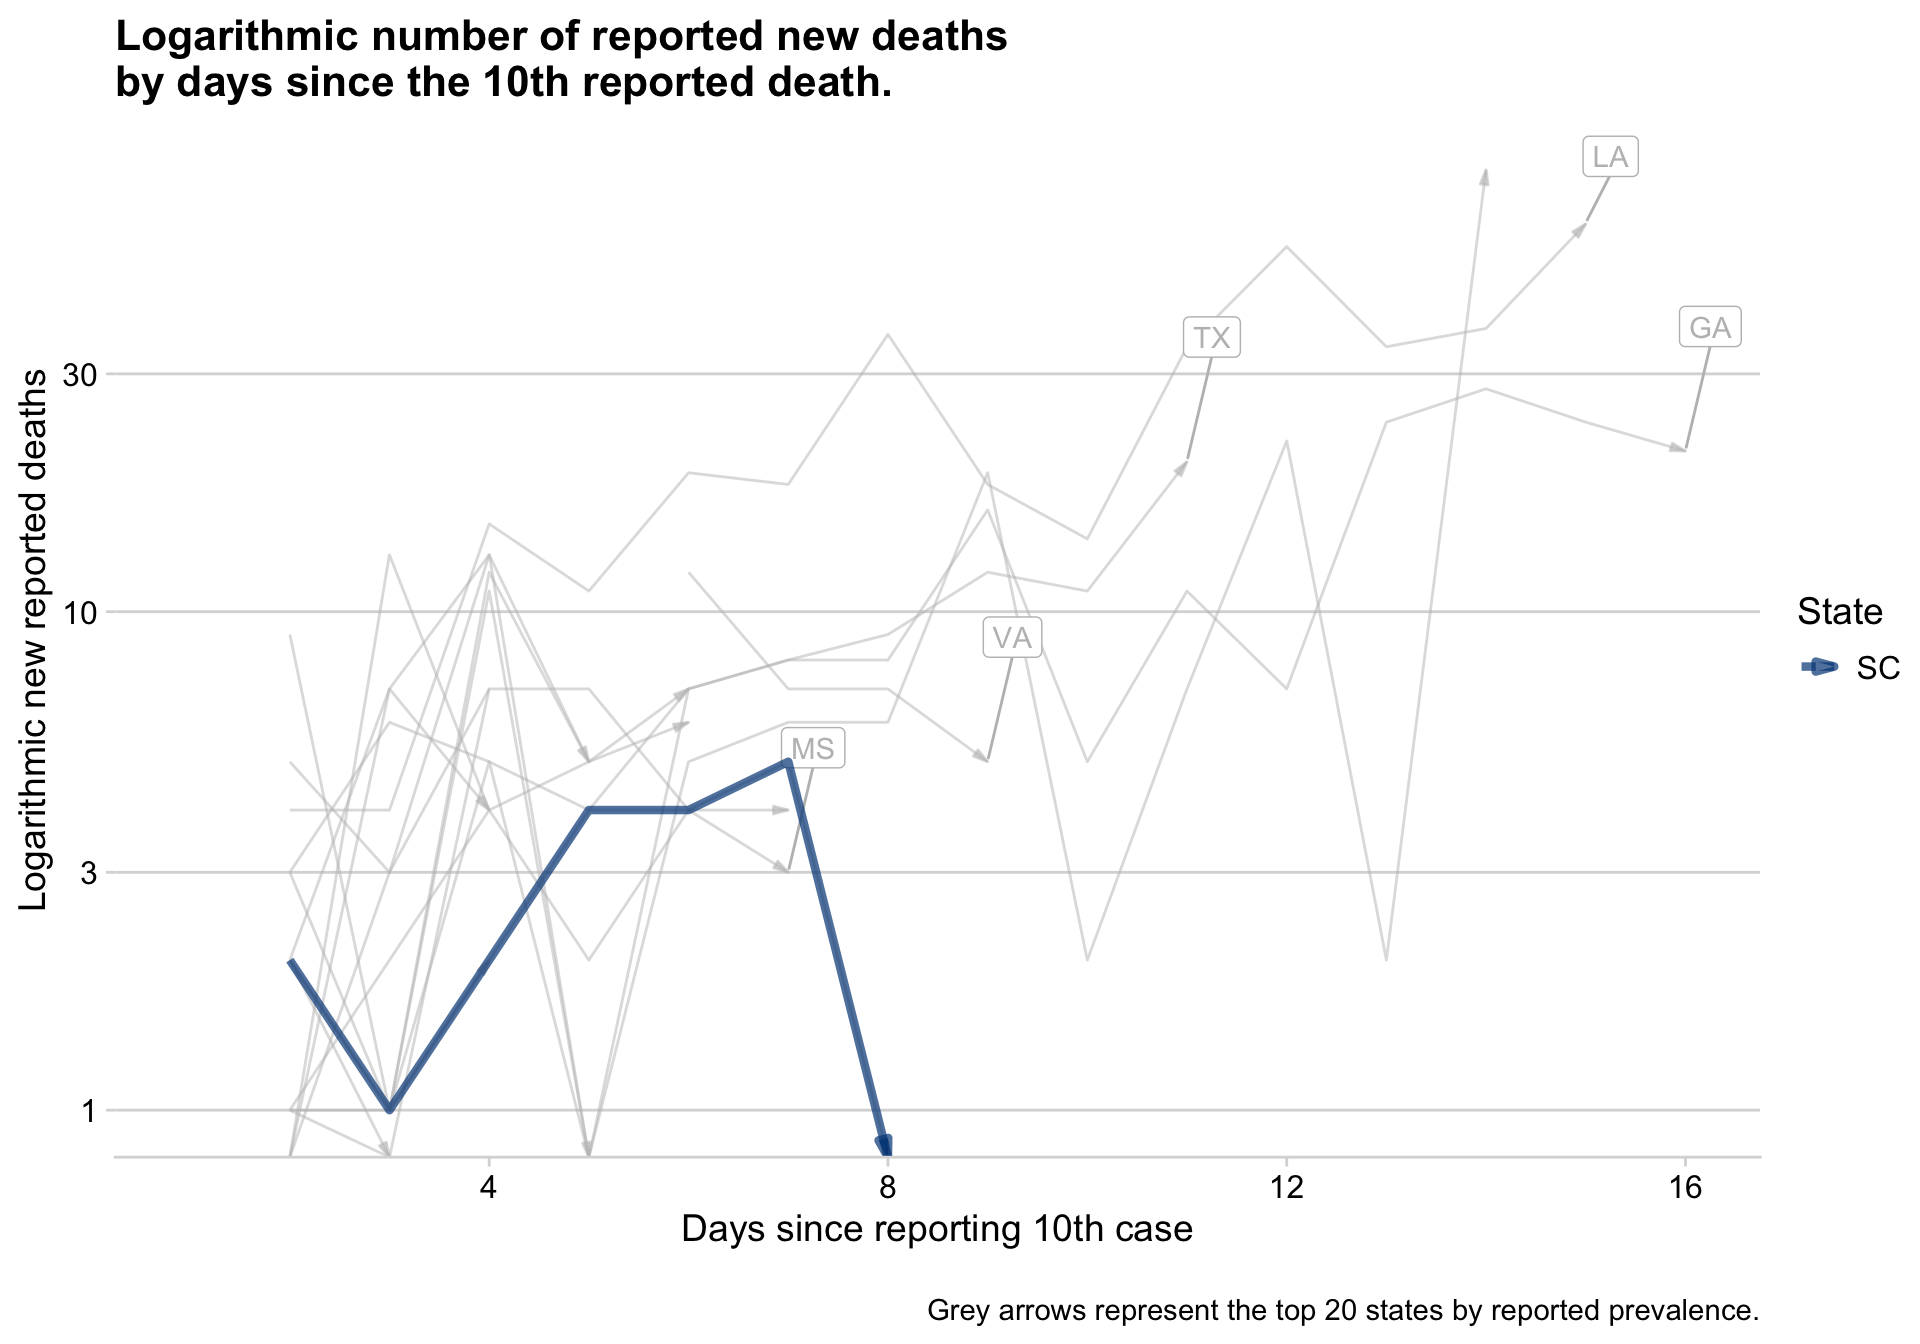 Logarithmic number of reported new deaths
by days since the 10th reported death.
LA
GA
TX
VA
MS
Logarithmic new reported deaths
30
10
3
1
4 8 12 16
Days since reporting 10th case
State
SC
Grey arrows represent the top 20 states by reported prevalence.